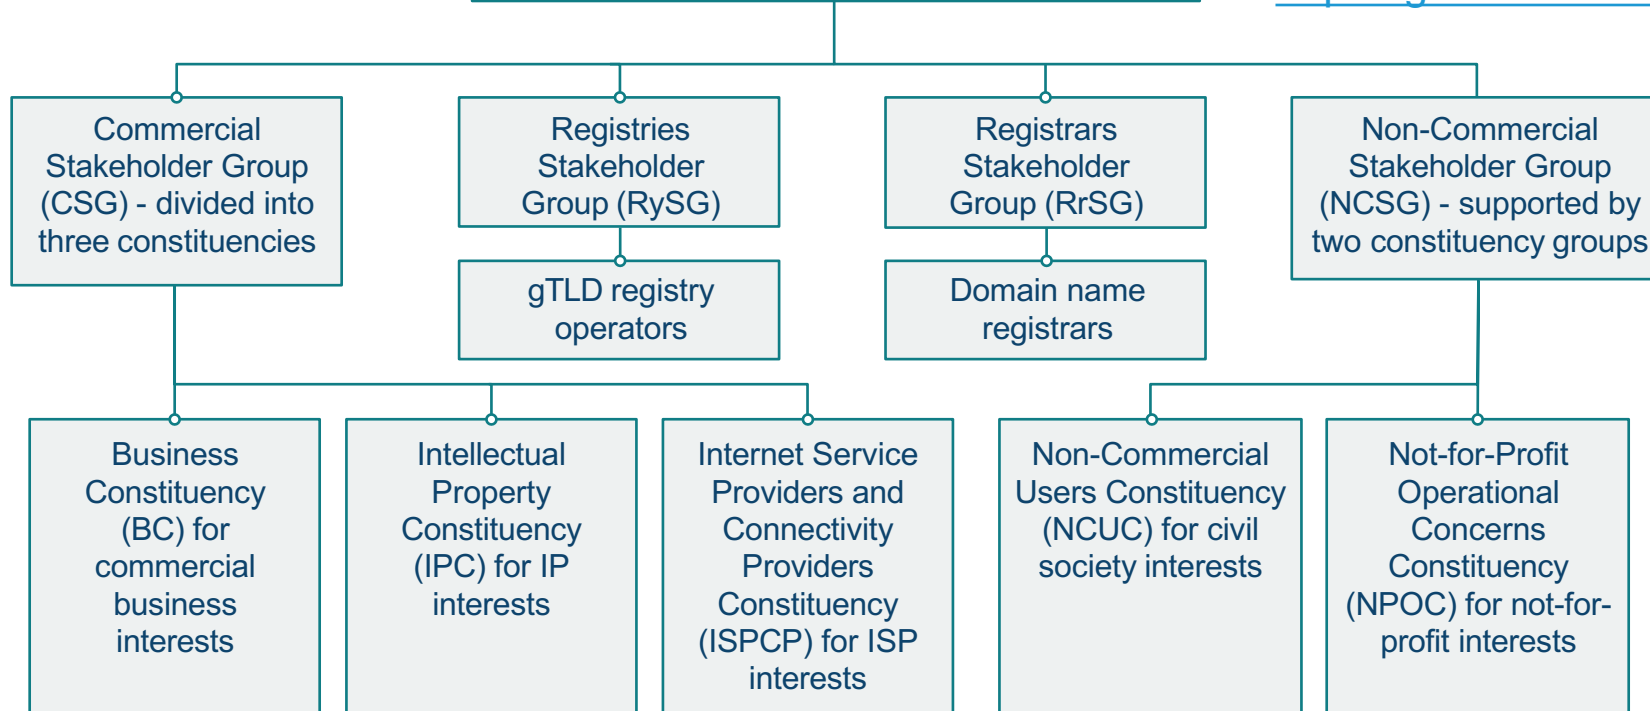 Commercial
Stakeholder Group
(CSG) - divided into
three constituencies
Registries
Stakeholder
Group (RySG)
Registrars
Stakeholder
Group (RrSG)
Non-Commercial
Stakeholder Group
(NCSG) - supported by
two constituency groups
gTLD registry
operators
Domain name
registrars
Business
Constituency
(BC) for
commercial
business
interests
Intellectual
Property
Constituency
(IPC) for IP
interests
Internet Service
Providers and
Connectivity
Providers
Constituency
(ISPCP) for ISP
interests
Non-Commercial
Users Constituency
(NCUC) for civil
society interests
Not-for-Profit
Operational
Concerns
Constituency
(NPOC) for not-for-
profit interests